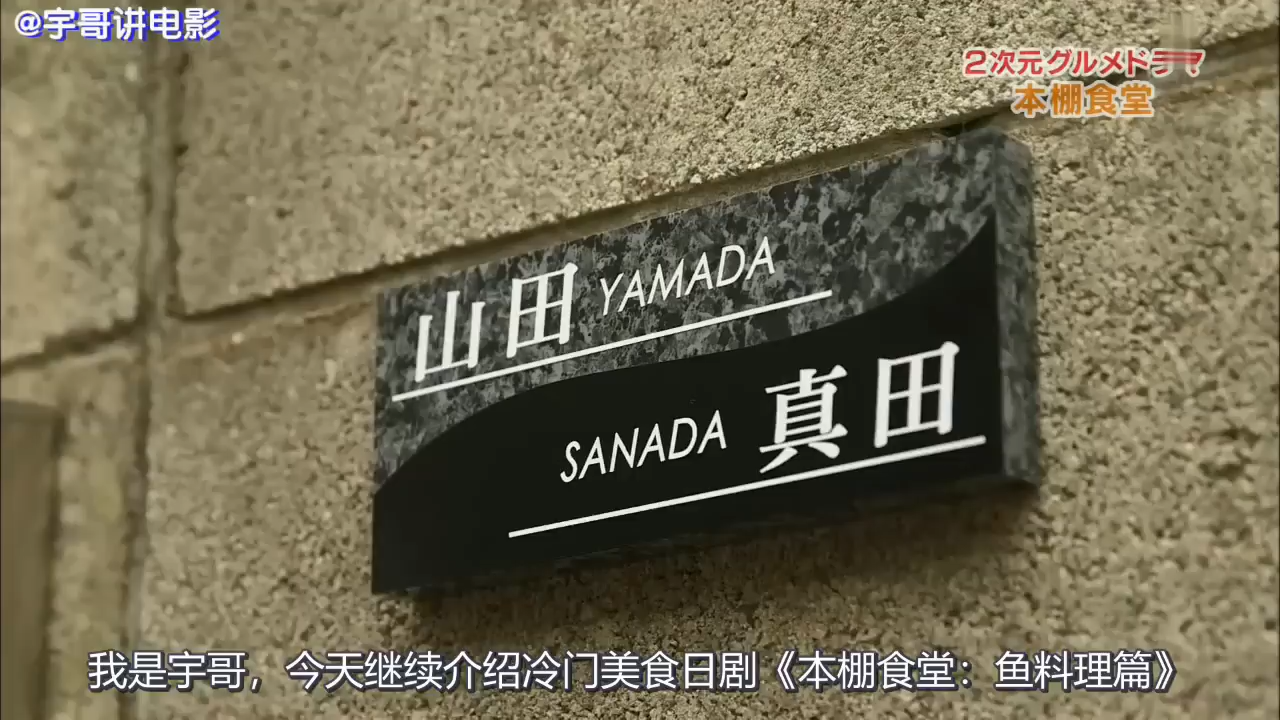 @宇哥讲电影
2次元グルメドラマ
本棚食堂
山田 YAMADA
SANADA 真田
我是宇哥，今天继续介绍冷门美食日剧《本棚食堂：鱼料理篇》